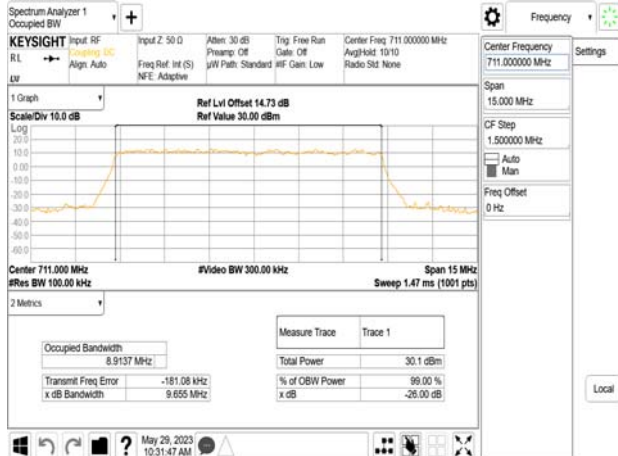 Spectrum Analyzer 1
Occupied BW
+
Frequency
KEYSIGHT
RL
LXI
Input: RF
Coupling: DC
Align: Auto
Input Z: 50 Ω
Freq Ref: Int (S)
NFE: Adaptive
Atten: 30 dB
Preamp: Off
µW Path: Standard
Trig: Free Run
Gate: Off
#IF Gain: Low
Center Freq: 711.000000 MHz
Avg|Hold: 10/10
Radio Std: None
Center Frequency
711.000000 MHz
Settings
Span
15.000 MHz
CF Step
1.500000 MHz
Auto
Man
Freq Offset
0 Hz
Local
1 Graph
Scale/Div 10.0 dB
Ref Lvl Offset 14.73 dB
Ref Value 30.00 dBm
Log
20.0
10.0
0.00
-10.0
-20.0
-30.0
-40.0
-50.0
-60.0
Center 711.000 MHz
#Video BW 300.00 kHz
Span 15 MHz
#Res BW 100.00 kHz
Sweep 1.47 ms (1001 pts)
2 Metrics
Measure Trace Trace 1
Occupied Bandwidth
8.9137 MHz
Total Power 30.1 dBm
Transmit Freq Error -181.08 kHz
% of OBW Power 99.00 %
x dB Bandwidth 9.655 MHz
x dB -26.00 dB
?
May 29, 2023
10:31:47 AM